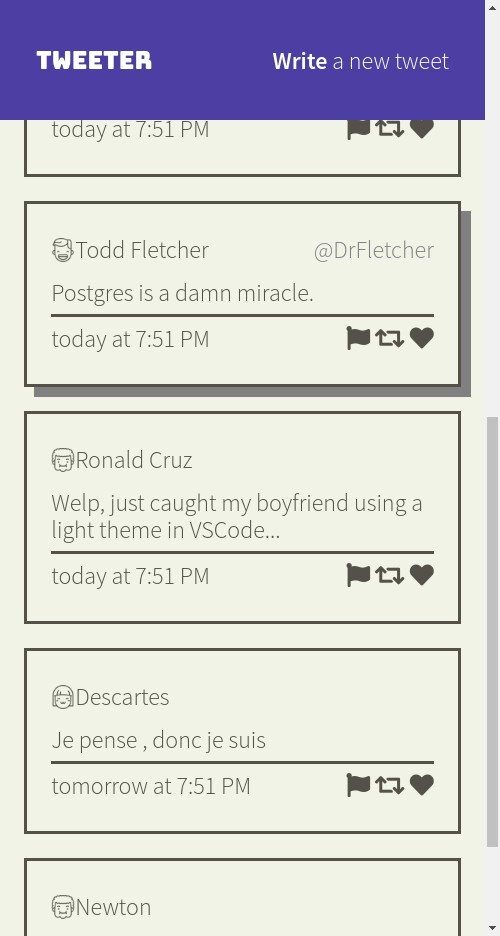 TWEETER
Write a new tweet
today at 7:51 PM
Todd Fletcher @DrFletcher
Postgres is a damn miracle.
today at 7:51 PM
Ronald Cruz
Welp, just caught my boyfriend using a
light theme in VSCode...
today at 7:51 PM
Descartes
Je pense , donc je suis
tomorrow at 7:51 PM
Newton